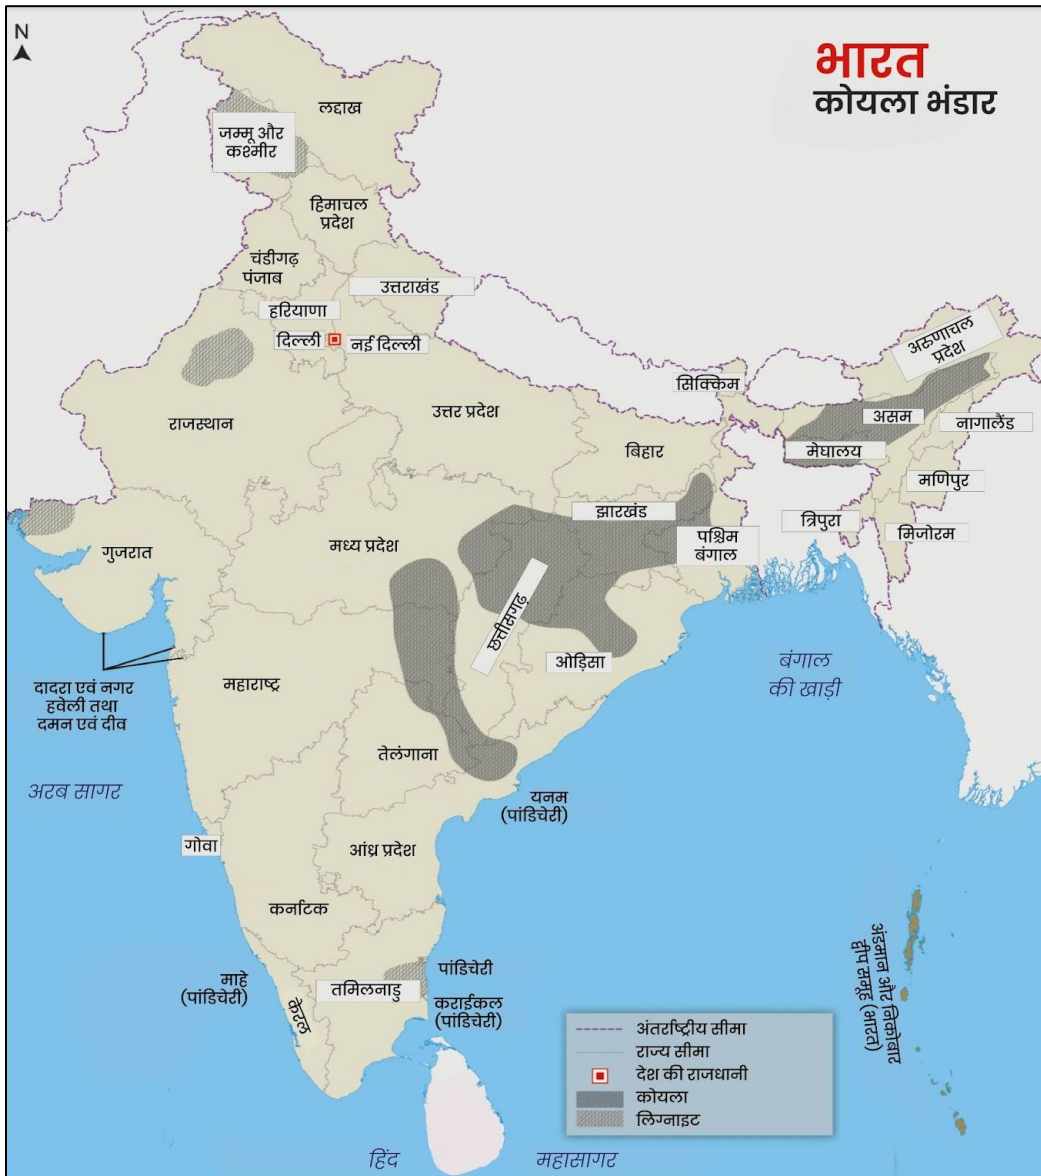 N
भारत
कोयला भंडार
लद्दाख
जम्मू और
कश्मीर
हिमाचल
प्रदेश
चंडीगढ़
पंजाब
उत्तराखंड
हरियाणा
दिल्ली
नई दिल्ली
अरुणाचल
प्रदेश
सिक्किम
असम
नागालैंड
राजस्थान
उत्तर प्रदेश
बिहार
मेघालय
मणिपुर
झारखंड
त्रिपुरा
मिजोरम
गुजरात
मध्य प्रदेश
पश्चिम
बंगाल
छत्तीसगढ़
ओड़िसा
बंगाल
की खाड़ी
महाराष्ट्र
दादरा एवं नगर
हवेली तथा
दमन एवं दीव
तेलंगाना
अरब सागर
यनम
(पांडिचेरी)
गोवा
आंध्र प्रदेश
कर्नाटक
अंडमान और निकोबार
द्वीप समूह (भारत)
माहे
(पांडिचेरी)
केरल
तमिलनाडु
पांडिचेरी
कराईकल
(पांडिचेरी)
अंतर्राष्ट्रीय सीमा
राज्य सीमा
देश की राजधानी
कोयला
लिग्नाइट
हिंद महासागर